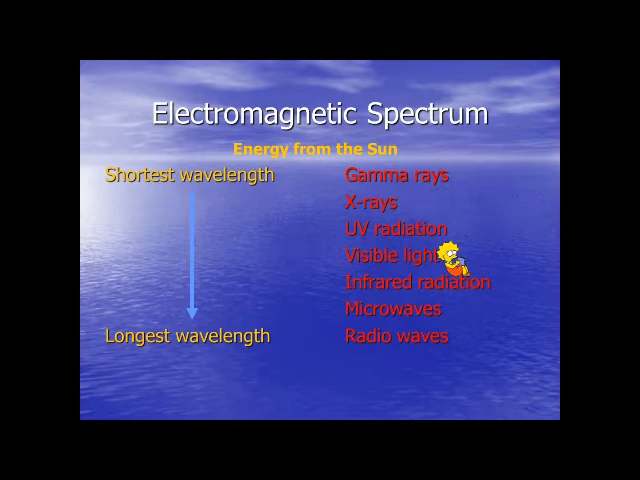 Electromagnetic Spectrum
Energy from the Sun
Shortest wavelength Gamma rays
X-rays
UV radiation
Visible light
Infrared radiation
Microwaves
Longest wavelength Radio waves